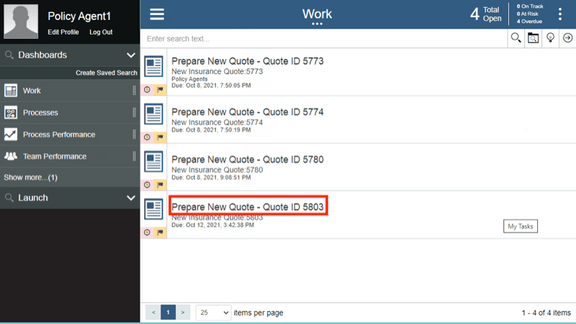 Policy Agent1
Edit Profile Log Out
Dashboards
Create Saved Search
Work
Processes
Process Performance
Team Performance
Show more...(1)
Launch
Work
4 Total Open
0 On Track
0 At Risk
4 Overdue
Enter search text...
Prepare New Quote - Quote ID 5773
New Insurance Quote:5773
Policy Agents
Due: Oct 8, 2021, 7:50:05 PM
Prepare New Quote - Quote ID 5774
New Insurance Quote:5774
Due: Oct 8, 2021, 7:50:19 PM
Prepare New Quote - Quote ID 5780
New Insurance Quote:5780
Due: Oct 8, 2021, 9:08:51 PM
Prepare New Quote - Quote ID 5803
New Insurance Quote:5803
Due: Oct 12, 2021, 3:42:38 PM
My Tasks
< 1 > 25 items per page
1 - 4 of 4 items